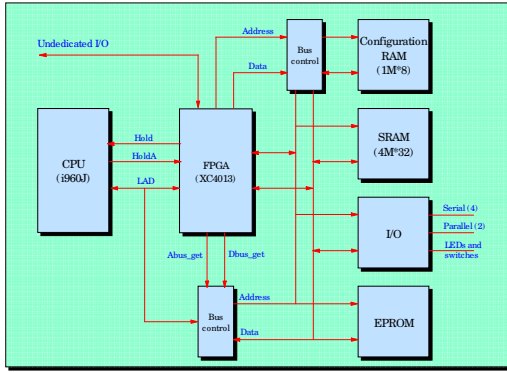 Undedicated I/O
Address
Data
Bus
control
Configuration
RAM
(1M*8)
CPU
(i960J)
Hold
HoldA
LAD
FPGA
(XC4013)
SRAM
(4M*32)
I/O
Serial (4)
Parallel (2)
LEDs and
switches
Abus_get
Dbus_get
Bus
control
Address
Data
EPROM